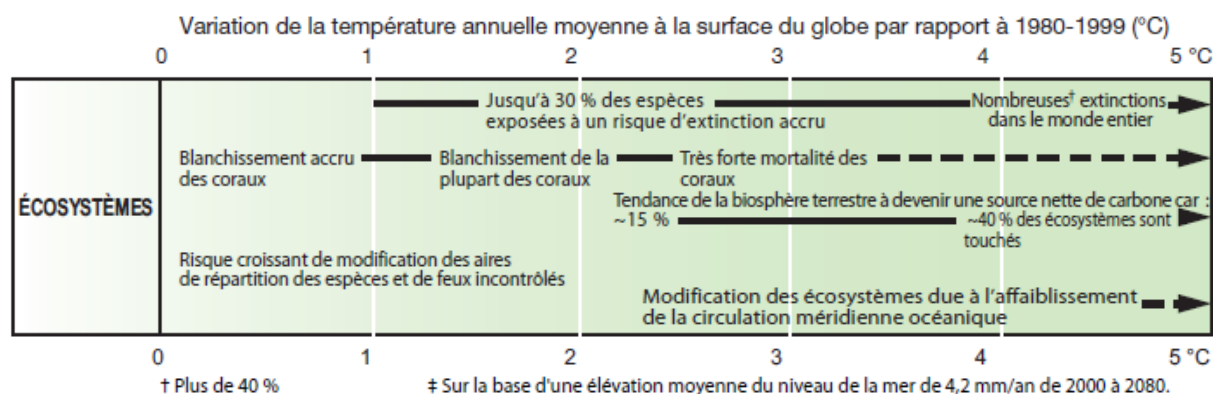 Variation de la température annuelle moyenne à la surface du globe par rapport à 1980-1999 (°C)
0 1 2 3 4 5 °C
Jusqu'à 30 % des espèces
exposées à un risque d'extinction accru
Nombreuses† extinctions
dans le monde entier
Blanchissement accru
des coraux
Blanchissement de la
plupart des coraux
Très forte mortalité des
coraux
ÉCOSYSTÈMES
Tendance de la biosphère terrestre à devenir une source nette de carbone car :
~15 %
~40 % des écosystèmes sont
touchés
Risque croissant de modification des aires
de répartition des espèces et de feux incontrôlés
Modification des écosystèmes due à l'affaiblissement
de la circulation méridienne océanique
0 1 2 3 4 5 °C
† Plus de 40 % ‡ Sur la base d'une élévation moyenne du niveau de la mer de 4,2 mm/an de 2000 à 2080.